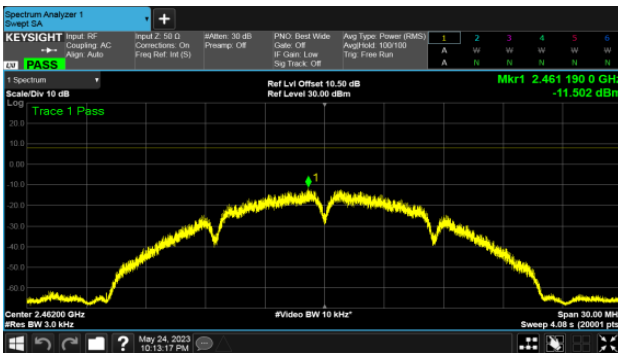 Spectrum Analyzer 1
Swept SA
+
KEYSIGHT Input: RF Input Z: 50 Ω #Atten: 30 dB PNO: Best Wide Avg Type: Power (RMS) 1 2 3 4 5 6
Coupling: AC Corrections: On Preamp: Off Gate: Off Avg|Hold: 100/100 A W W W W W
Align: Auto Freq Ref: Int (S) IF Gain: Low Trig: Free Run
LXI PASS Sig Track: Off A N N N N N
1 Spectrum Ref Lvl Offset 10.50 dB Mkr1 2.461 190 0 GHz
Scale/Div 10 dB Ref Level 30.00 dBm -11.502 dBm
Log
Trace 1 Pass
20.0
10.0
0.00
-10.0
1
-20.0
-30.0
-40.0
-50.0
-60.0
Center 2.46200 GHz #Video BW 10 kHz* Span 30.00 MH
#Res BW 3.0 kHz Sweep 4.08 s (20001 pts
? May 24, 2023
10:13:17 PM